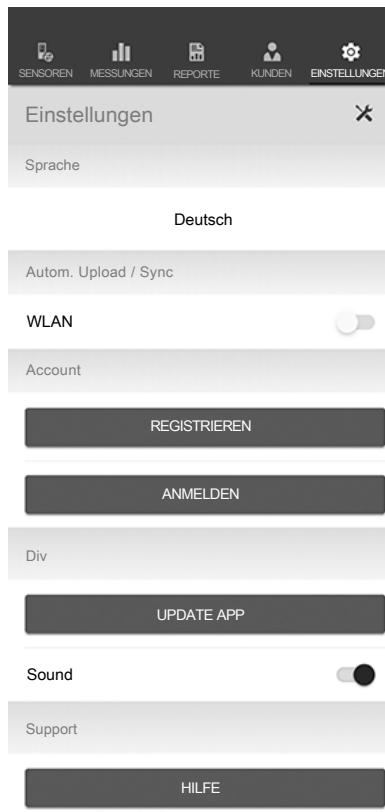 SENSOREN MESSUNGEN REPORTE KUNDEN EINSTELLUNGEN
Einstellungen
Sprache
Deutsch
Autom. Upload / Sync
WLAN
Account
REGISTRIEREN
ANMELDEN
Div
UPDATE APP
Sound
Support
HILFE